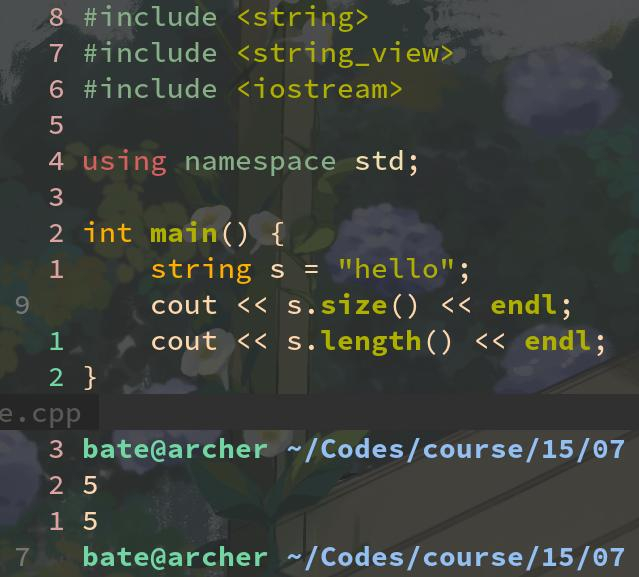 8 #include <string>
7 #include <string_view>
6 #include <iostream>
5
4 using namespace std;
3
2 int main() {
1     string s = "hello";
9     cout << s.size() << endl;
1     cout << s.length() << endl;
2 }
e.cpp
3 bate@archer ~/Codes/course/15/07
2 5
1 5
7 bate@archer ~/Codes/course/15/07